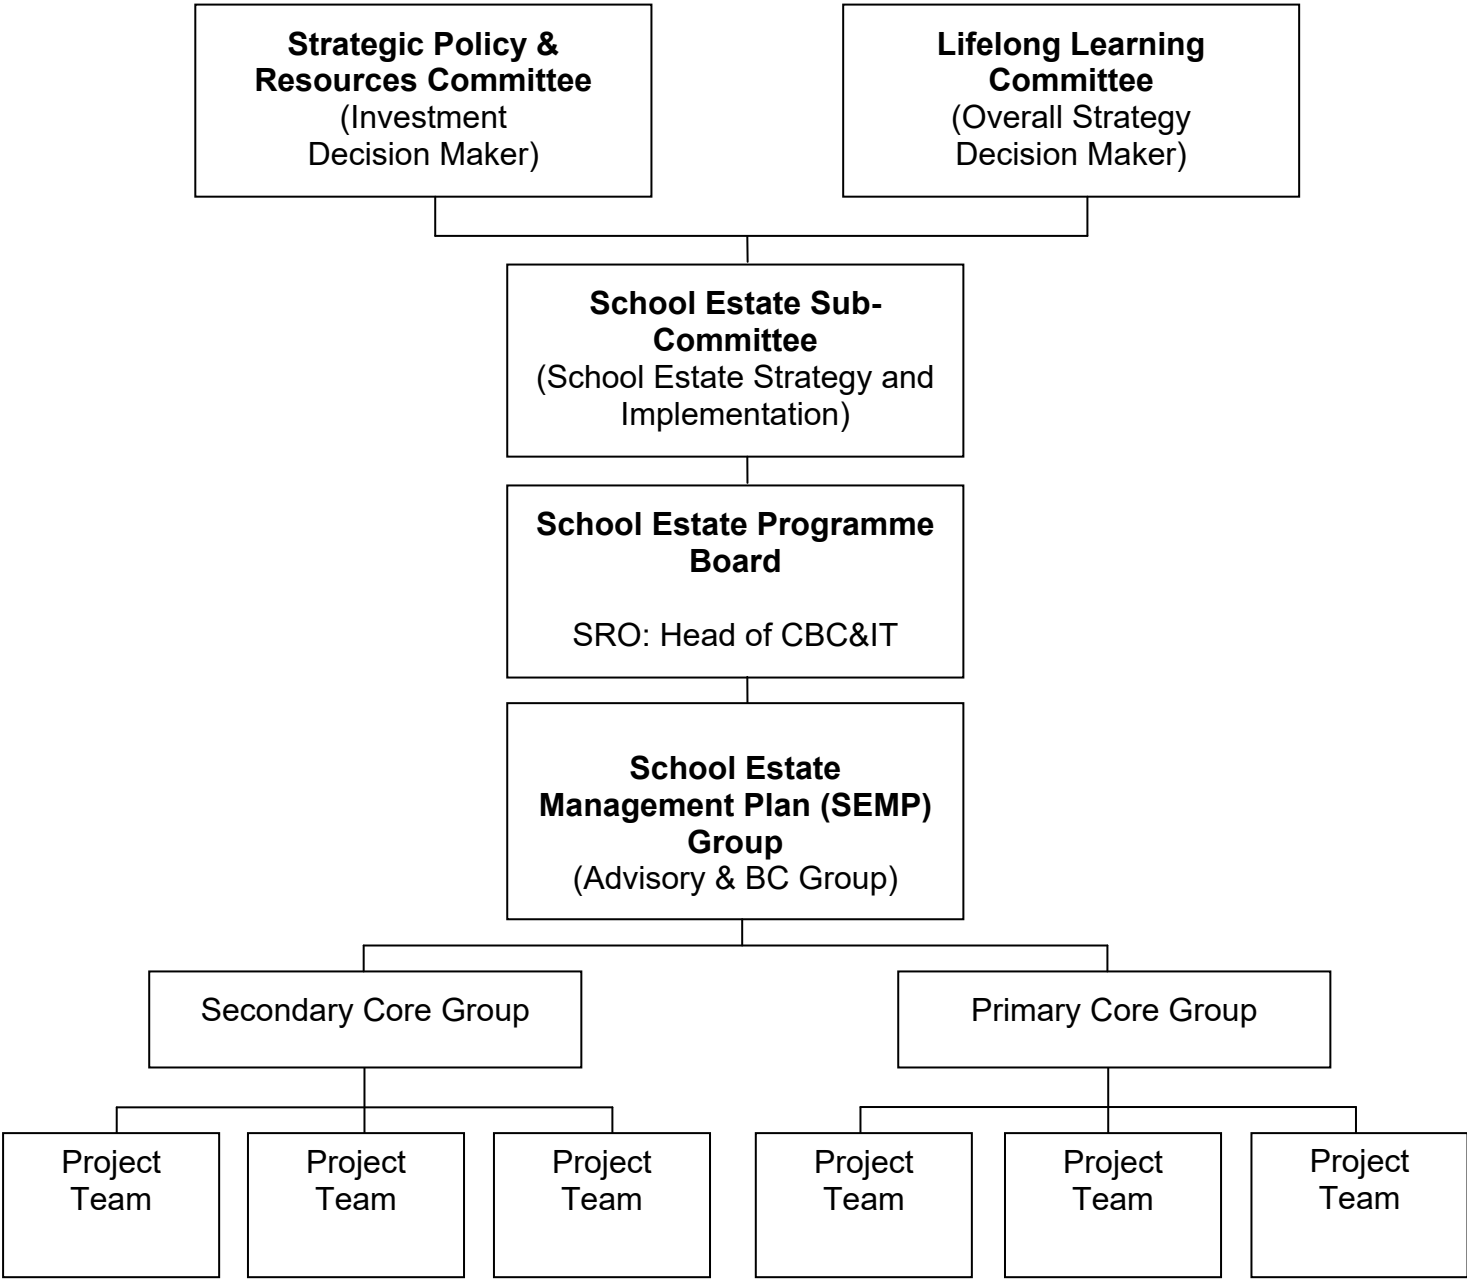 Strategic Policy &
Resources Committee
(Investment
Decision Maker)
Lifelong Learning
Committee
(Overall Strategy
Decision Maker)
School Estate Sub-
Committee
(School Estate Strategy and
Implementation)
School Estate Programme
Board
SRO: Head of CBC&IT
School Estate
Management Plan (SEMP)
Group
(Advisory & BC Group)
Secondary Core Group
Primary Core Group
Project
Team
Project
Team
Project
Team
Project
Team
Project
Team
Project
Team